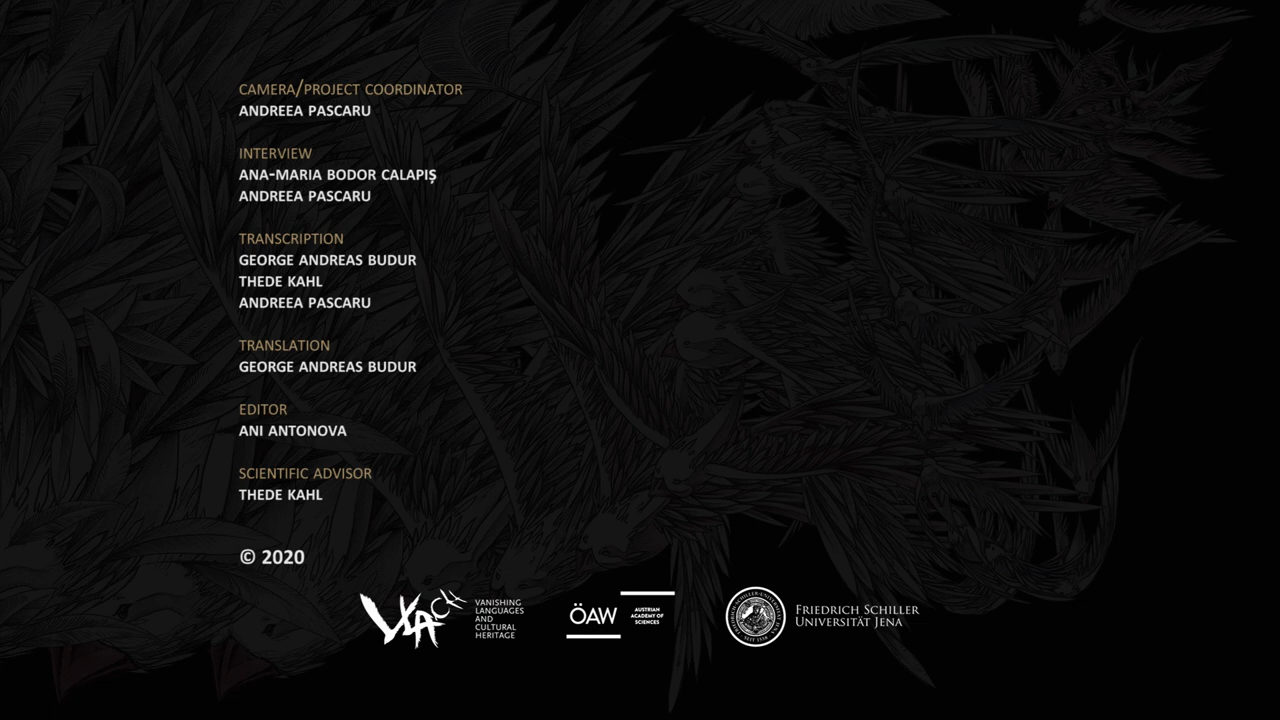 CAMERA/PROJECT COORDINATOR
ANDREEA PASCARU
INTERVIEW
ANA-MARIA BODOR CALAPIȘ
ANDREEA PASCARU
TRANSCRIPTION
GEORGE ANDREAS BUDUR
THEDE KAHL
ANDREEA PASCARU
TRANSLATION
GEORGE ANDREAS BUDUR
EDITOR
ANI ANTONOVA
SCIENTIFIC ADVISOR
THEDE KAHL
© 2020
VLACH
VANISHING
LANGUAGES
AND
CULTURAL
HERITAGE
ÖAW
AUSTRIAN
ACADEMY OF
SCIENCES
FRIEDRICH SCHILLER
UNIVERSITÄT JENA